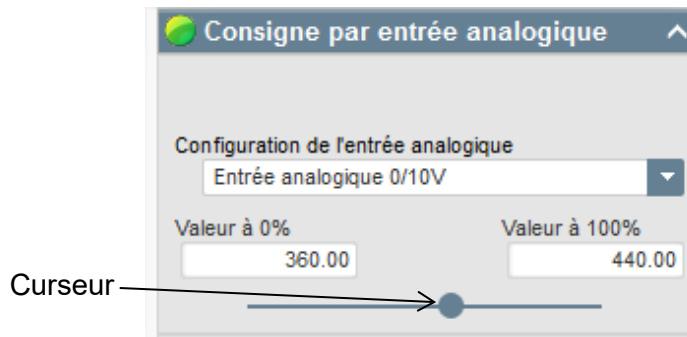 Consigne par entrée analogique
Configuration de l'entrée analogique
Entrée analogique 0/10V
Valeur à 0% Valeur à 100%
360.00 440.00
Curseur